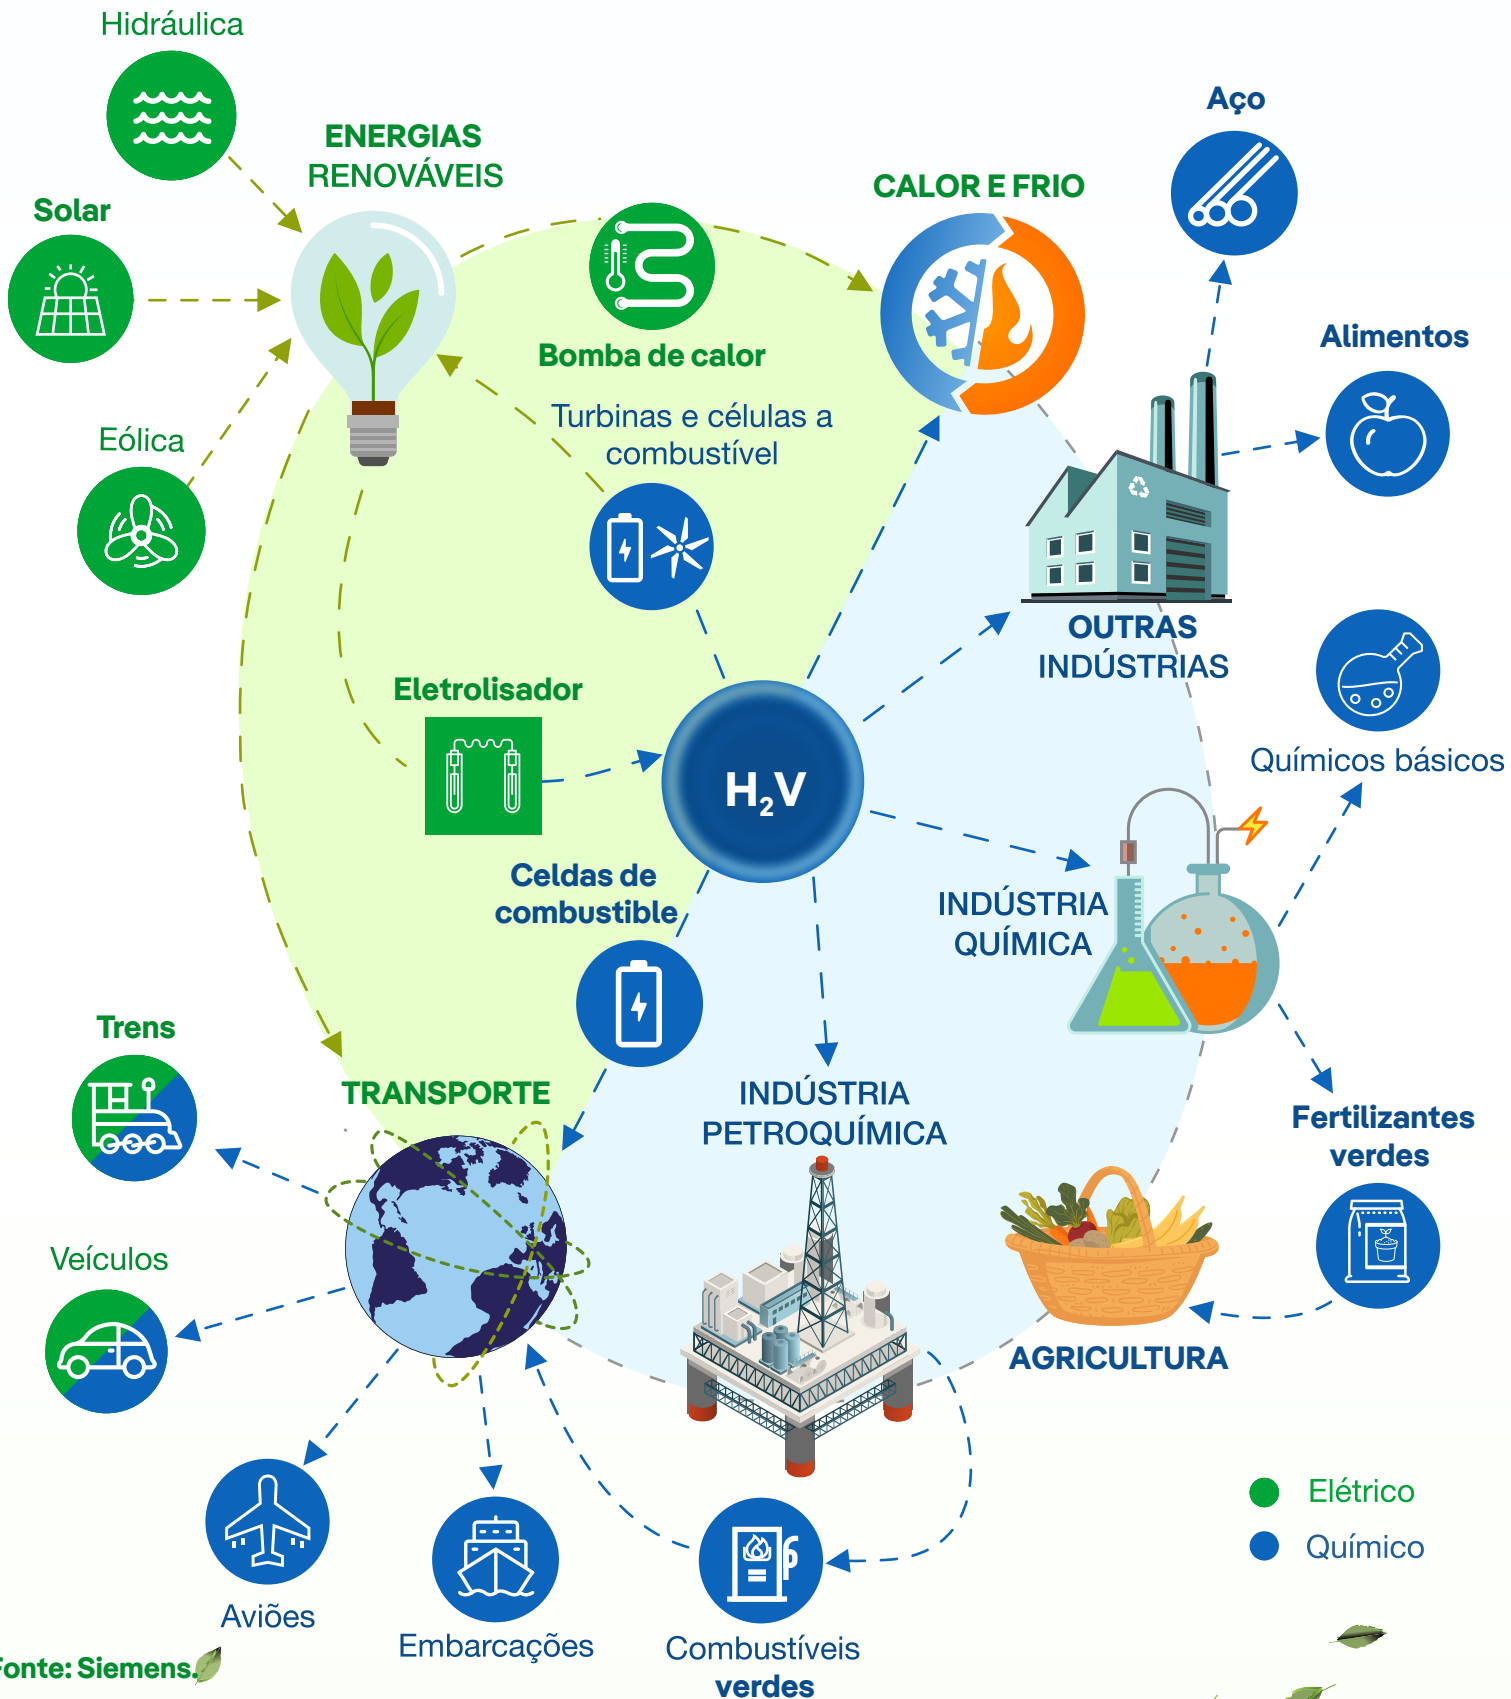 Hidráulica
ENERGIAS
RENOVÁVEIS
Solar
Eólica
Bomba de calor
CALOR E FRIO
Aço
Alimentos
Turbinas e células a
combustível
OUTRAS
INDÚSTRIAS
Eletrolisador
H₂V
Químicos básicos
Celdas de
combustible
INDÚSTRIA
QUÍMICA
Trens
TRANSPORTE
INDÚSTRIA
PETROQUÍMICA
Fertilizantes
verdes
Veículos
AGRICULTURA
Elétrico
Químico
Aviões
Embarcações
Combustíveis
verdes
Fonte: Siemens.